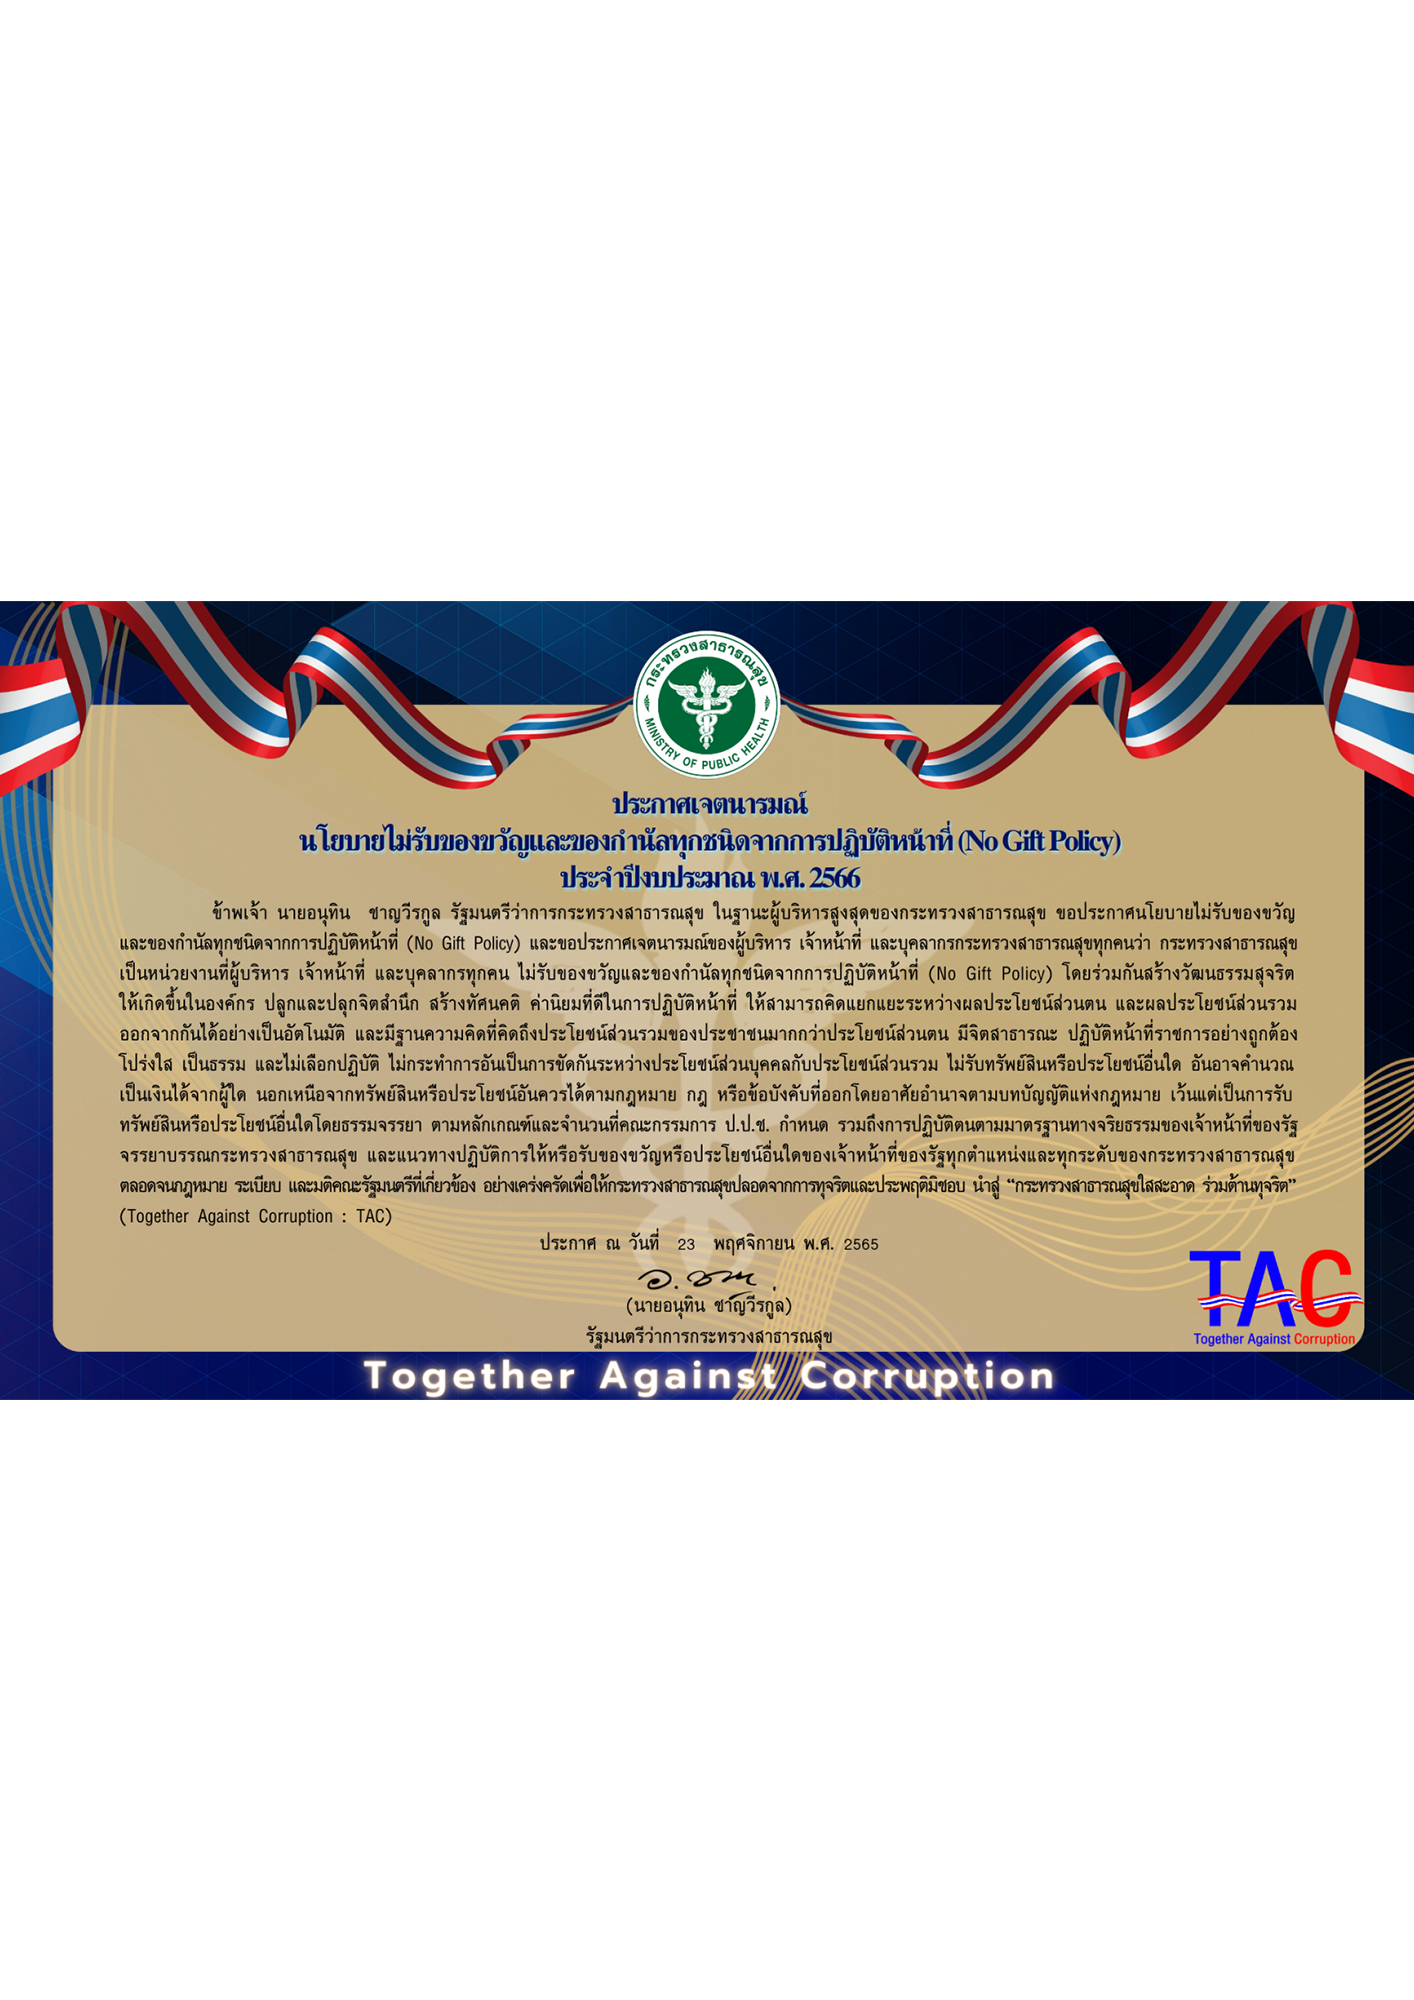 กระทรวงสาธารณสุข
MINISTRY OF PUBLIC HEALTH
ประกาศเจตนารมณ์
นโยบายไม่รับของขวัญและของกำนัลทุกชนิดจากการปฏิบัติหน้าที่ (No Gift Policy)
ประจำปีงบประมาณ พ.ศ. 2566
ข้าพเจ้า นายอนุทิน ชาญวีรกูล รัฐมนตรีว่าการกระทรวงสาธารณสุข ในฐานะผู้บริหารสูงสุดของกระทรวงสาธารณสุข ขอประกาศนโยบายไม่รับของขวัญ
และของกำนัลทุกชนิดจากการปฏิบัติหน้าที่ (No Gift Policy) และขอประกาศเจตนารมณ์ของผู้บริหาร เจ้าหน้าที่ และบุคลากรกระทรวงสาธารณสุขทุกคนว่า กระทรวงสาธารณสุข
เป็นหน่วยงานที่ผู้บริหาร เจ้าหน้าที่ และบุคลากรทุกคน ไม่รับของขวัญและของกำนัลทุกชนิดจากการปฏิบัติหน้าที่ (No Gift Policy) โดยร่วมกันสร้างวัฒนธรรมสุจริต
ให้เกิดขึ้นในองค์กร ปลูกและปลุกจิตสำนึก สร้างทัศนคติ ค่านิยมที่ดีในการปฏิบัติหน้าที่ ให้สามารถคิดแยกแยะระหว่างผลประโยชน์ส่วนตน และผลประโยชน์ส่วนรวม
ออกจากกันได้อย่างเป็นอัตโนมัติ และมีฐานความคิดที่คิดถึงประโยชน์ส่วนรวมของประชาชนมากกว่าประโยชน์ส่วนตน มีจิตสาธารณะ ปฏิบัติหน้าที่ราชการอย่างถูกต้อง
โปร่งใส เป็นธรรม และไม่เลือกปฏิบัติ ไม่กระทำการอันเป็นการขัดกันระหว่างประโยชน์ส่วนบุคคลกับประโยชน์ส่วนรวม ไม่รับทรัพย์สินหรือประโยชน์อื่นใด อันอาจคำนวณ
เป็นเงินได้จากผู้ใด นอกเหนือจากทรัพย์สินหรือประโยชน์อันควรได้ตามกฎหมาย กฎ หรือข้อบังคับที่ออกโดยอาศัยอำนาจตามบทบัญญัติแห่งกฎหมาย เว้นแต่เป็นการรับ
ทรัพย์สินหรือประโยชน์อื่นใดโดยธรรมจรรยา ตามหลักเกณฑ์และจำนวนที่คณะกรรมการ ป.ป.ช. กำหนด รวมถึงการปฏิบัติตนตามมาตรฐานทางจริยธรรมของเจ้าหน้าที่ของรัฐ
จรรยาบรรณกระทรวงสาธารณสุข และแนวทางปฏิบัติการให้หรือรับของขวัญหรือประโยชน์อื่นใดของเจ้าหน้าที่ของรัฐทุกตำแหน่งและทุกระดับของกระทรวงสาธารณสุข
ตลอดจนกฎหมาย ระเบียบ และมติคณะรัฐมนตรีที่เกี่ยวข้อง อย่างเคร่งครัดเพื่อให้กระทรวงสาธารณสุขปลอดจากการทุจริตและประพฤติมิชอบ นำสู่ “กระทรวงสาธารณสุขใสสะอาด ร่วมต้านทุจริต”
(Together Against Corruption : TAC)
ประกาศ ณ วันที่ 23 พฤศจิกายน พ.ศ. 2565
(นายอนุทิน ชาญวีรกูล)
รัฐมนตรีว่าการกระทรวงสาธารณสุข
TAC
Together Against Corruption
Together Against Corruption